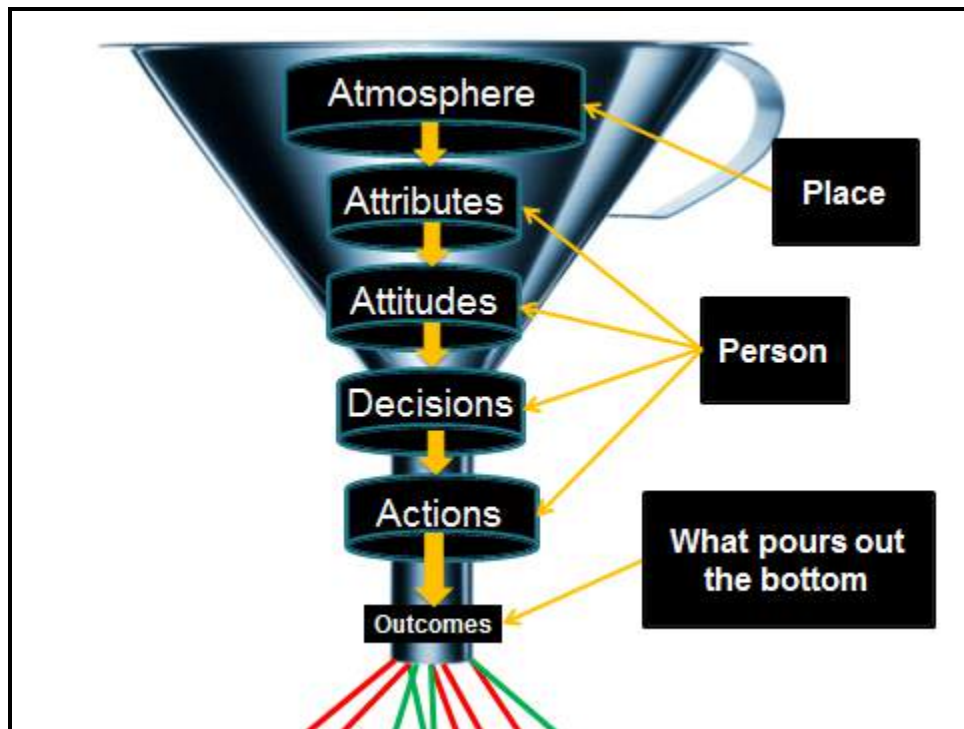 Atmosphere
Place
Attributes
Attitudes
Person
Decisions
Actions
What pours out
the bottom
Outcomes